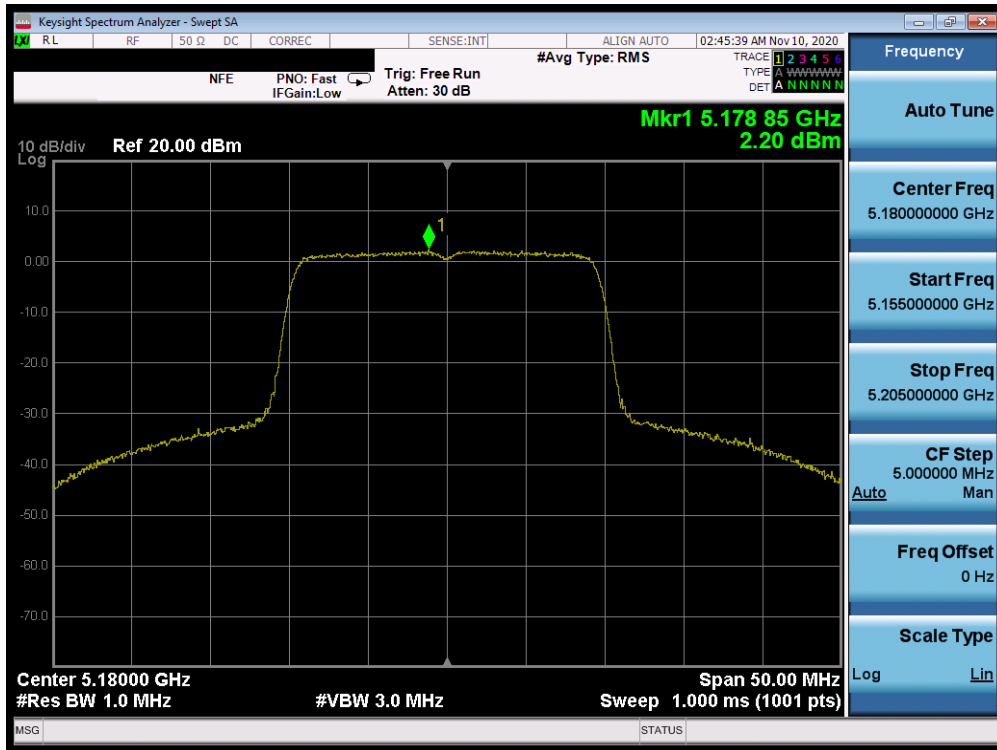 Keysight Spectrum Analyzer - Swept SA
LXI RL RF 50 Ω DC CORREC SENSE:INT ALIGN AUTO 02:45:39 AM Nov 10, 2020
#Avg Type: RMS
TRACE 1 2 3 4 5 6
TYPE A WWWWW
DET A N N N N N
NFE PNO: Fast Trig: Free Run
IFGain:Low Atten: 30 dB
Mkr1 5.178 85 GHz
2.20 dBm
10 dB/div Ref 20.00 dBm
Log
10.0
0.00
-10.0
-20.0
-30.0
-40.0
-50.0
-60.0
-70.0
1
Center 5.18000 GHz Span 50.00 MHz
#Res BW 1.0 MHz #VBW 3.0 MHz Sweep 1.000 ms (1001 pts)
MSG STATUS
Frequency
Auto Tune
Center Freq
5.180000000 GHz
Start Freq
5.155000000 GHz
Stop Freq
5.205000000 GHz
CF Step
5.000000 MHz
Auto Man
Freq Offset
0 Hz
Scale Type
Log Lin